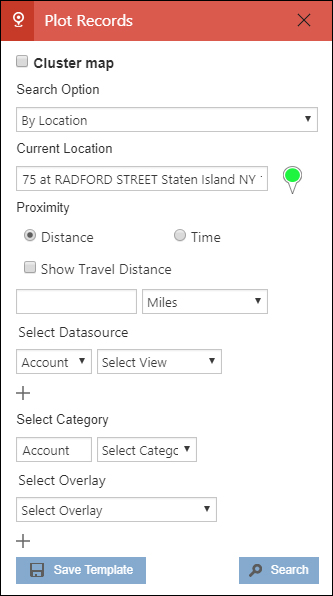 Plot Records
Cluster map
Search Option
By Location
Current Location
75 at RADFORD STREET Staten Island NY
Proximity
Distance Time
Show Travel Distance
Miles
Select Datasource
Account Select View
Select Category
Account Select Catego
Select Overlay
Select Overlay
Save Template Search